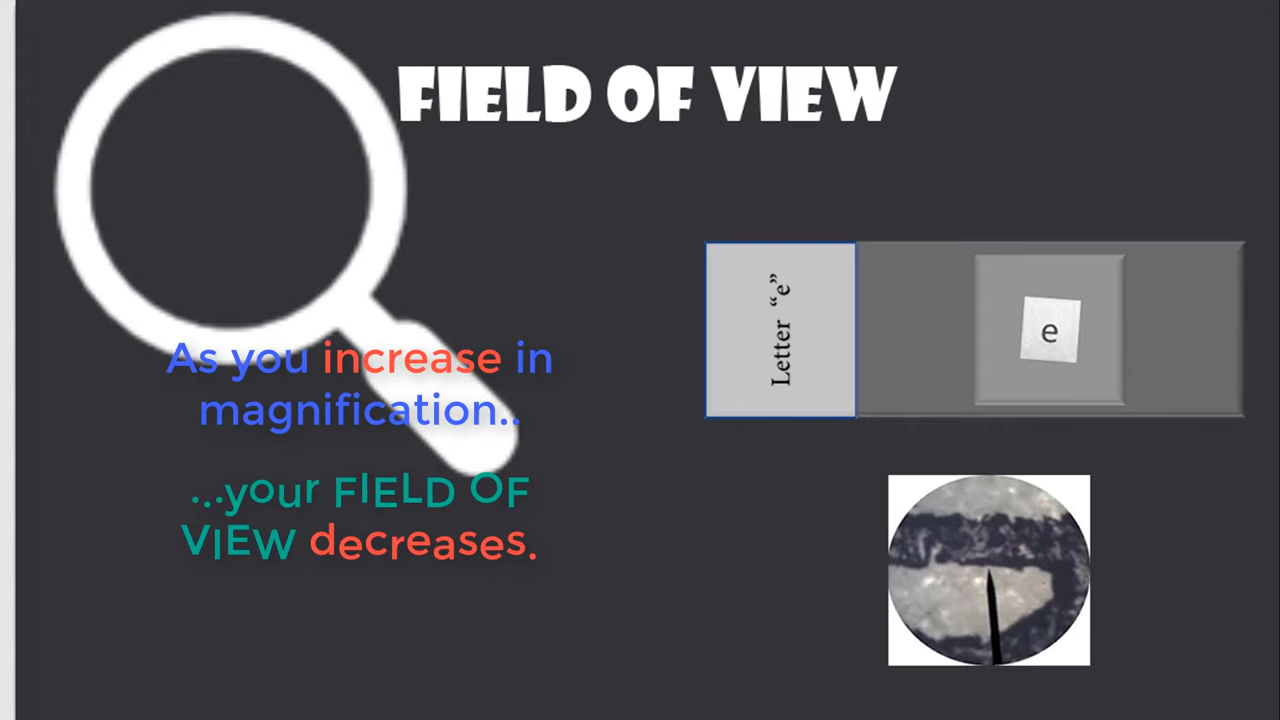 FIELD OF VIEW
As you increase in
magnification..
...your FIELD OF
VIEW decreases.
Letter “e”
e